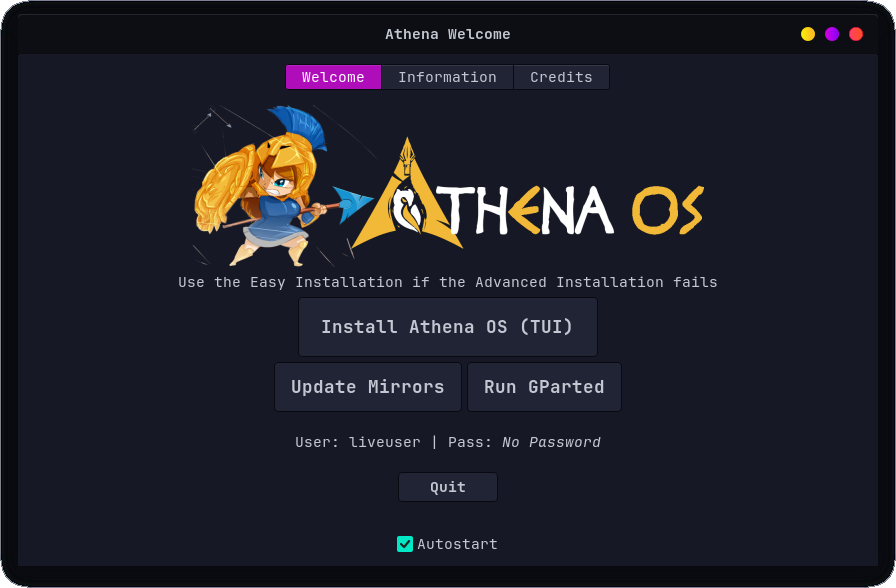 Athena Welcome
Welcome Information Credits
ATHENA OS
Use the Easy Installation if the Advanced Installation fails
Install Athena OS (TUI)
Update Mirrors Run GParted
User: liveuser | Pass: No Password
Quit
Autostart